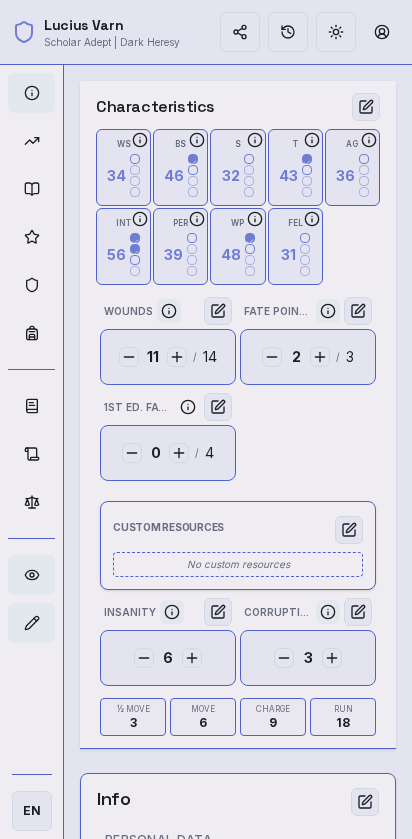 Lucius Varn
Scholar Adept | Dark Heresy
Characteristics
WS BS S T AG
34 46 32 43 36
INT PER WP FEL
56 39 48 31
WOUNDS FATE POIN...
11 / 14 2 / 3
1ST ED. FA...
0 / 4
CUSTOM RESOURCES
No custom resources
INSANITY CORRUPTI...
6 3
½ MOVE MOVE CHARGE RUN
3 6 9 18
Info
PERSONAL DATA
EN